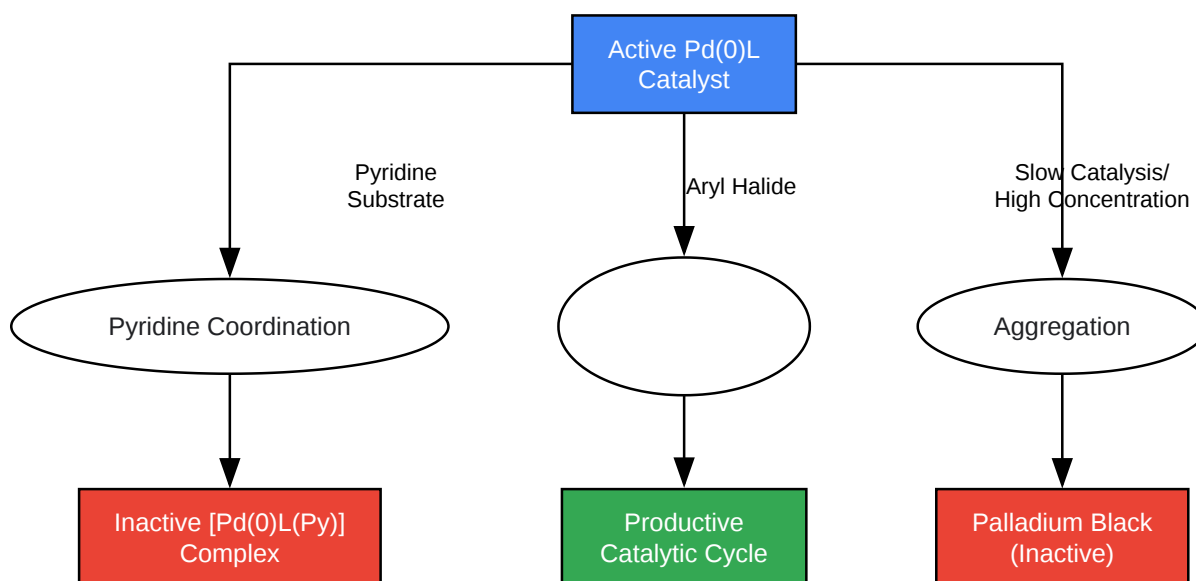 Active Pd(0)L
Catalyst
Pyridine
Substrate
Aryl Halide
Slow Catalysis/
High Concentration
Pyridine Coordination
Aggregation
Inactive [Pd(0)L(Py)]
Complex
Productive
Catalytic Cycle
Palladium Black
(Inactive)